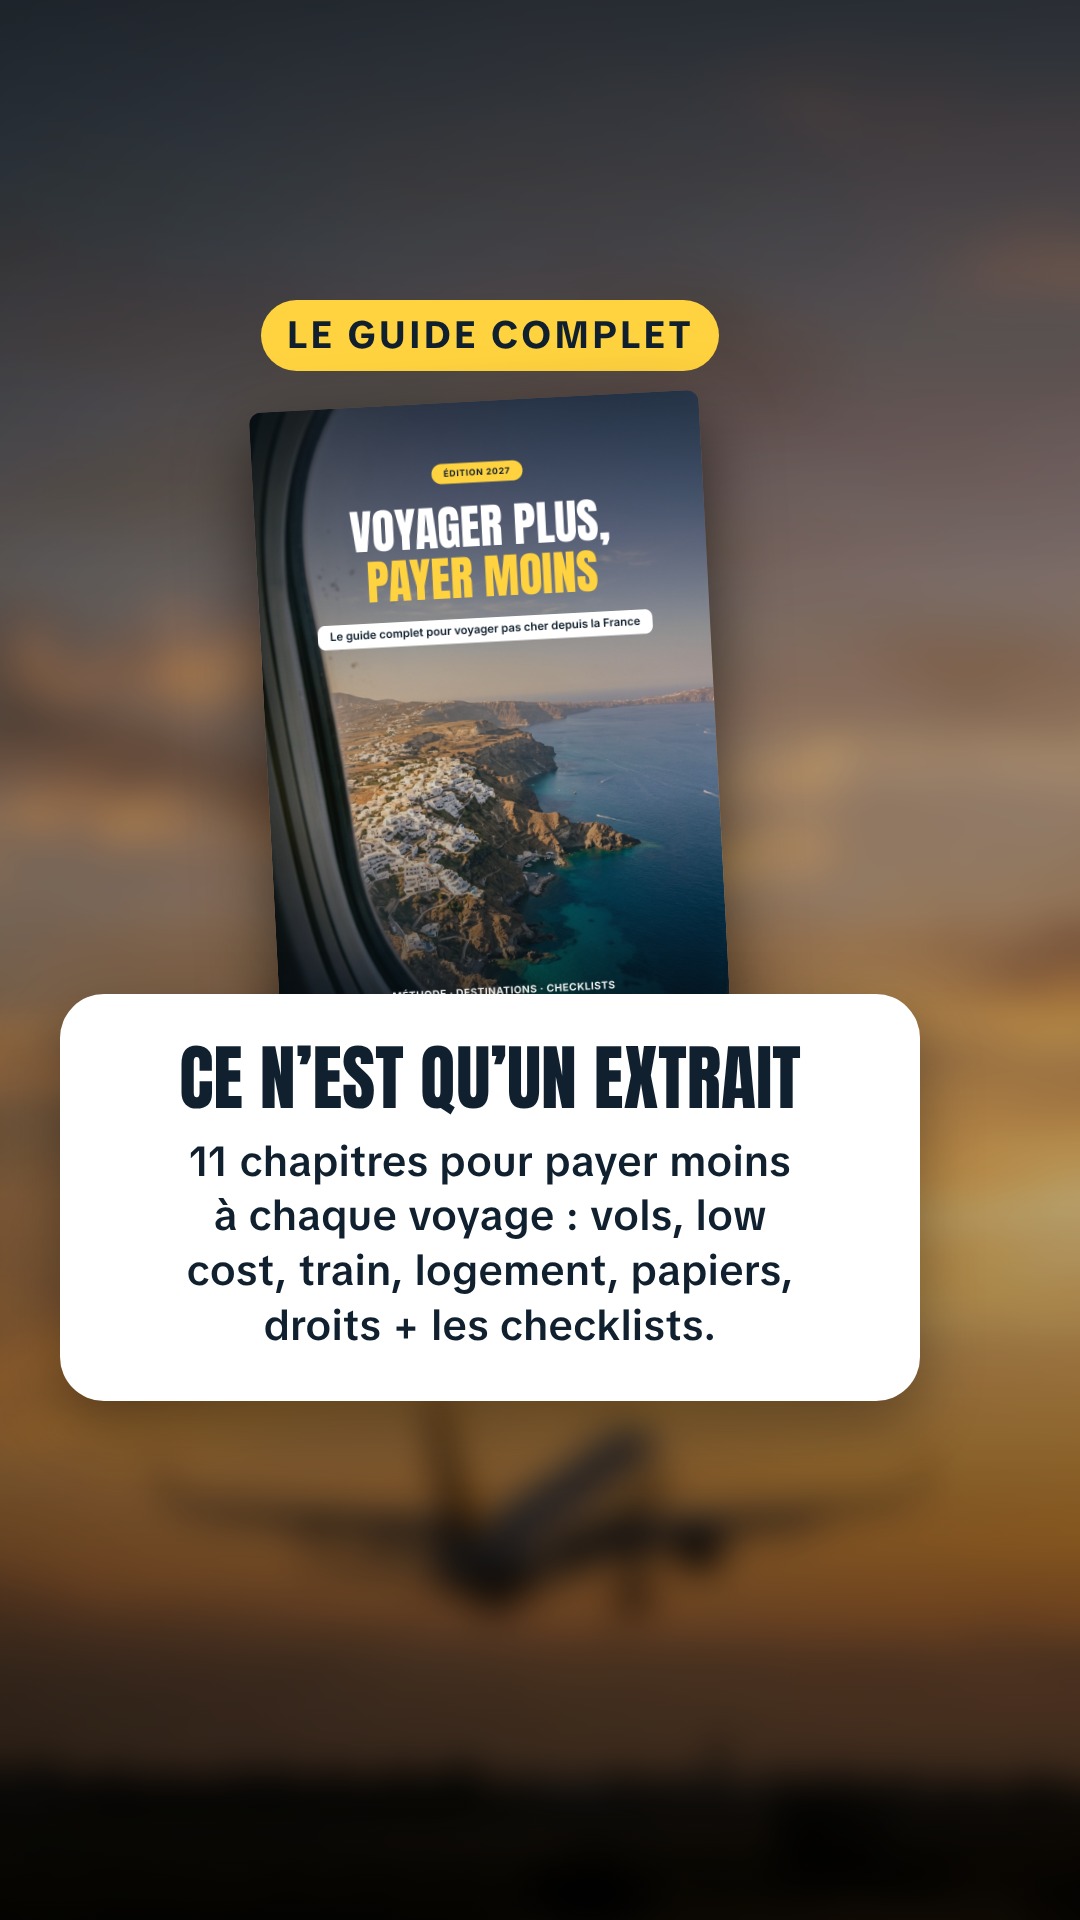 LE GUIDE COMPLET
ÉDITION 2027
VOYAGER PLUS,
PAYER MOINS
Le guide complet pour voyager pas cher depuis la France
MÉTHODE · DESTINATIONS · CHECKLISTS
CE N’EST QU’UN EXTRAIT
11 chapitres pour payer moins
à chaque voyage : vols, low
cost, train, logement, papiers,
droits + les checklists.